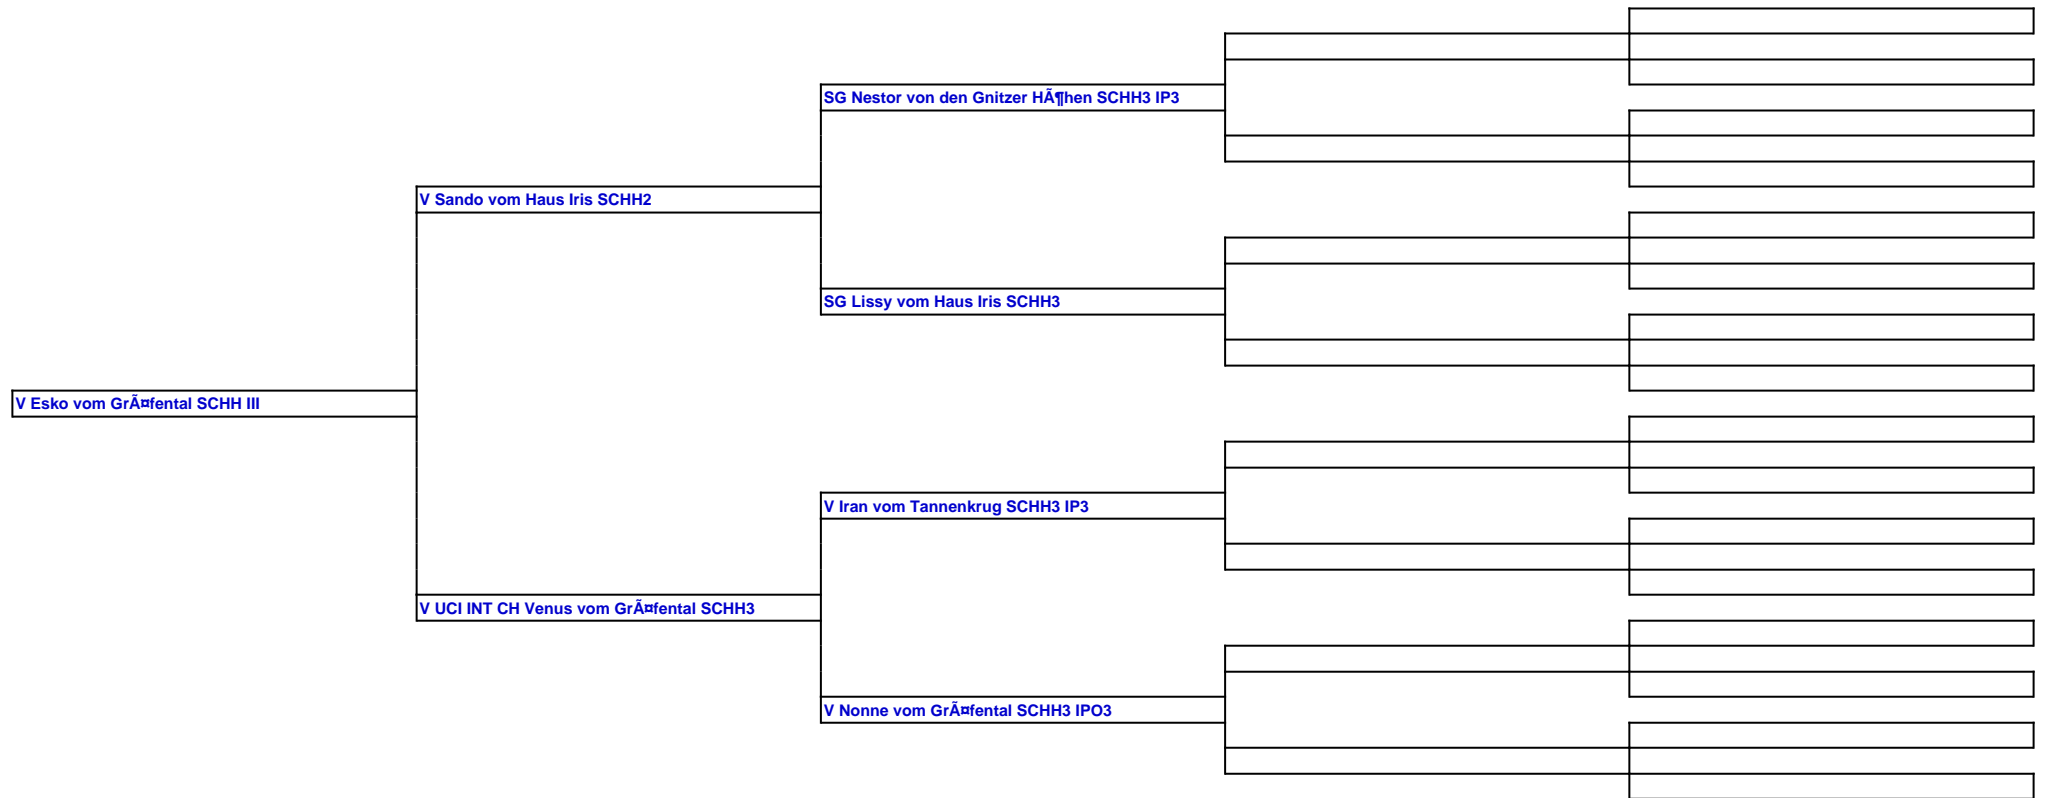 SG Nestor von den Gnitzer HÃ¶hen SCHH3 IP3
V Sando vom Haus Iris SCHH2
SG Lissy vom Haus Iris SCHH3
V Esko vom GrÃ¤fental SCHH III
V Iran vom Tannenkrug SCHH3 IP3
V UCI INT CH Venus vom GrÃ¤fental SCHH3
V Nonne vom GrÃ¤fental SCHH3 IPO3